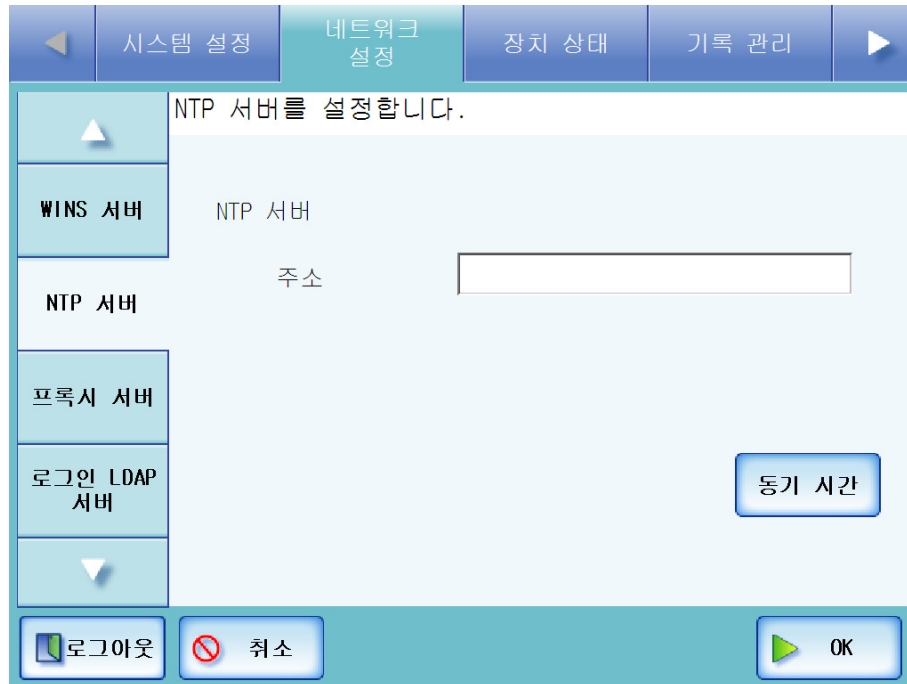 시스템 설정
네트워크
설정
장치 상태
기록 관리
NTP 서버를 설정합니다.
WINS 서버
NTP 서버
프록시 서버
로그인 LDAP
서버
NTP 서버
주소
동기 시간
로그아웃
취소
OK